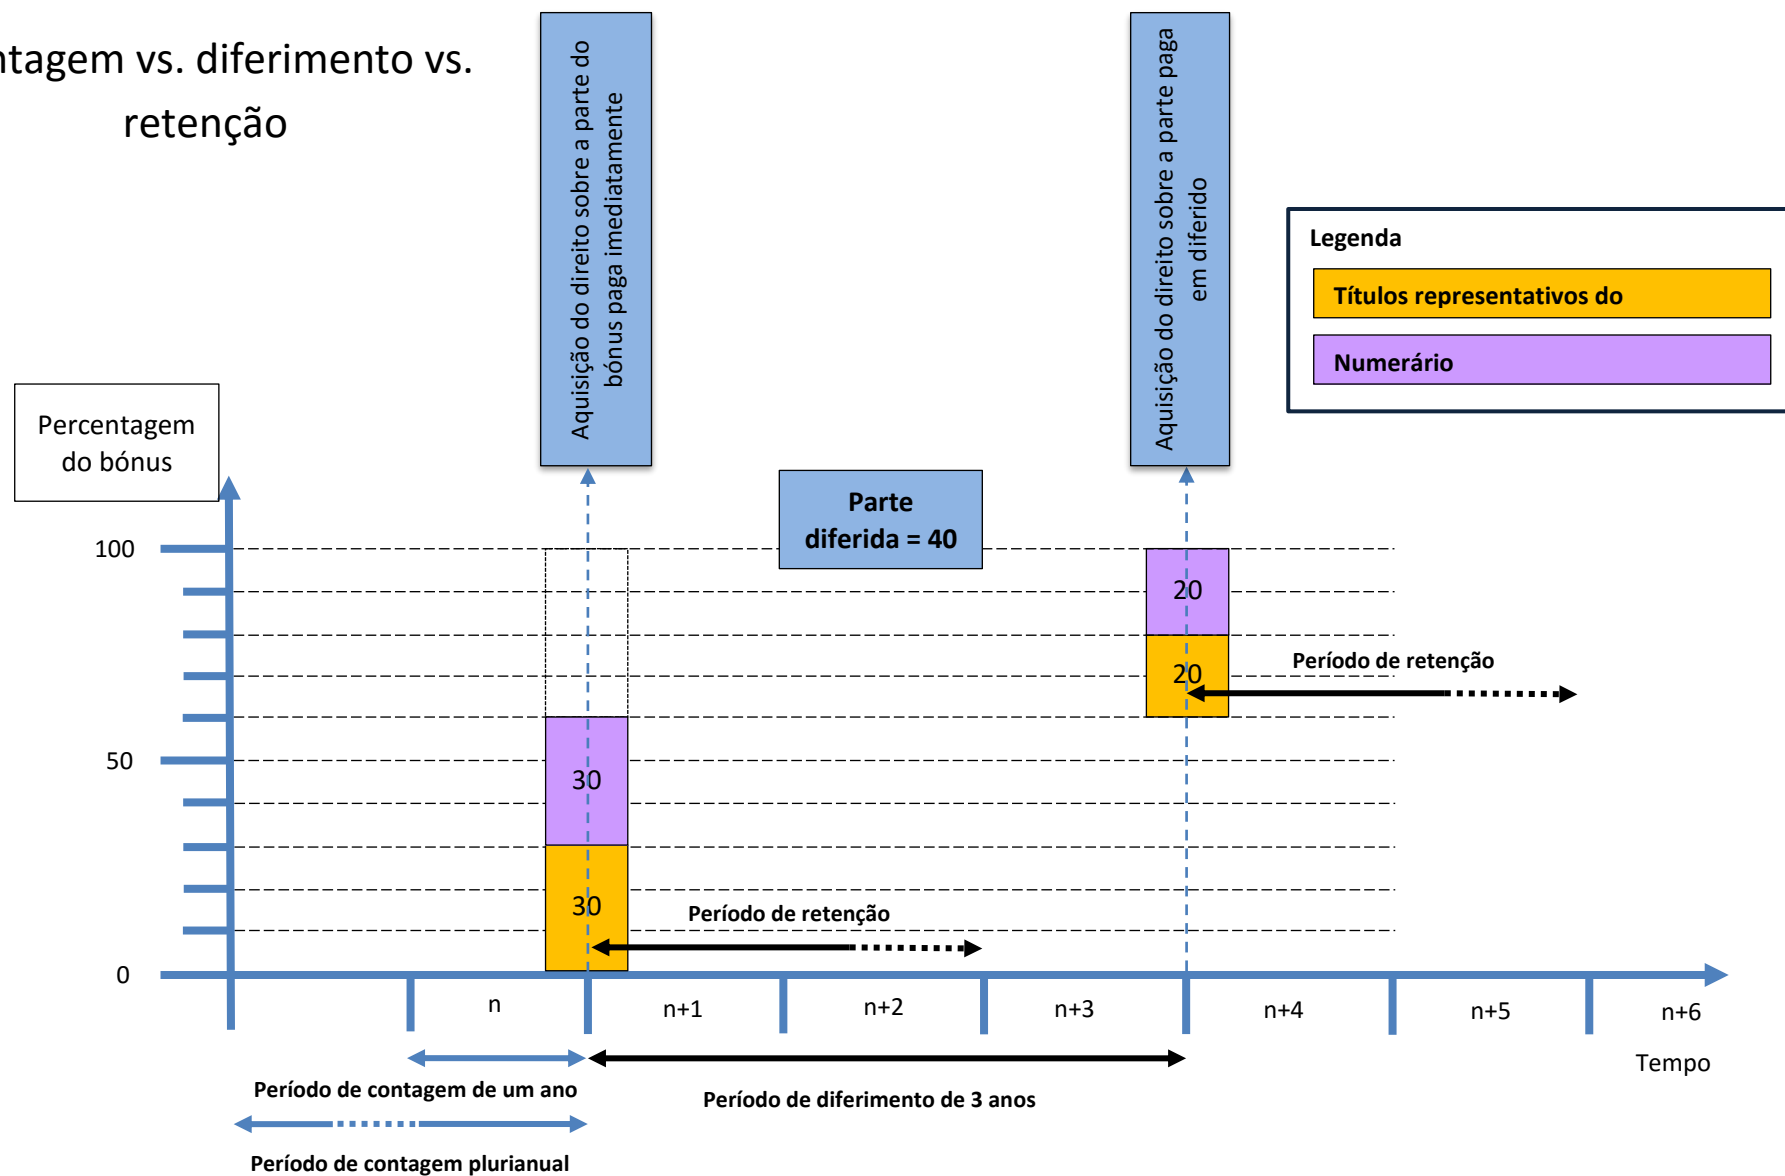 ntagem vs. diferimento vs.
retenção
Aquisição do direito sobre a parte do
bónus paga imediatamente
Aquisição do direito sobre a parte paga
em diferido
Legenda
Títulos representativos do
Numerário
Percentagem
do bónus
Parte
diferida = 40
100
50
0
20
20
30
30
Período de retenção
Período de retenção
n
n+1
n+2
n+3
n+4
n+5
n+6
Tempo
Período de contagem de um ano
Período de diferimento de 3 anos
Período de contagem plurianual